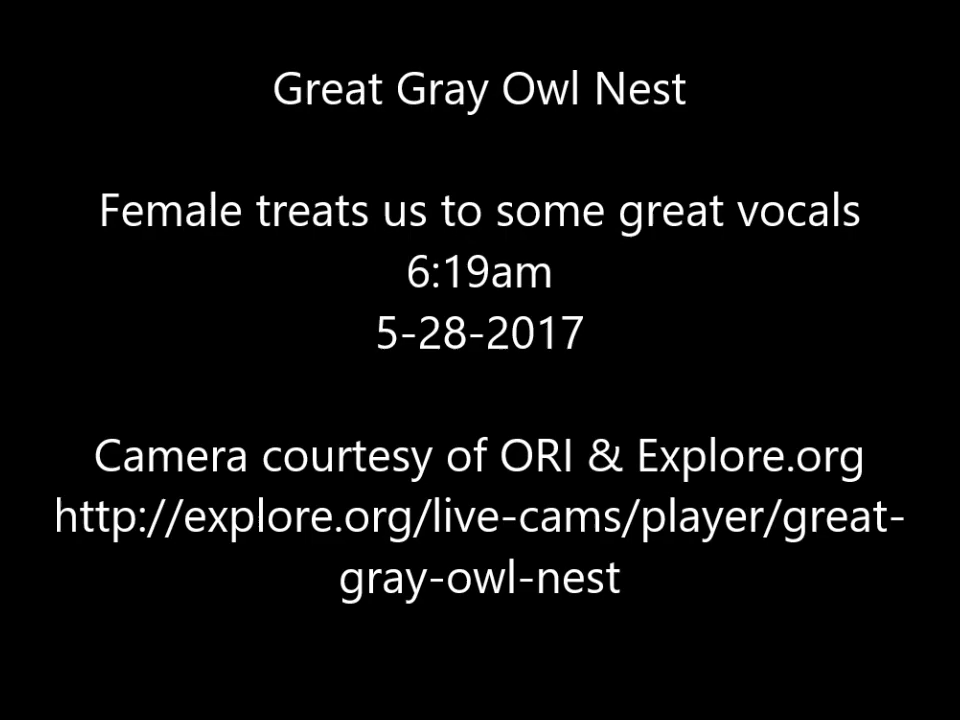 Great Gray Owl Nest
Female treats us to some great vocals
6:19am
5-28-2017
Camera courtesy of ORI & Explore.org
http://explore.org/live-cams/player/great-
gray-owl-nest